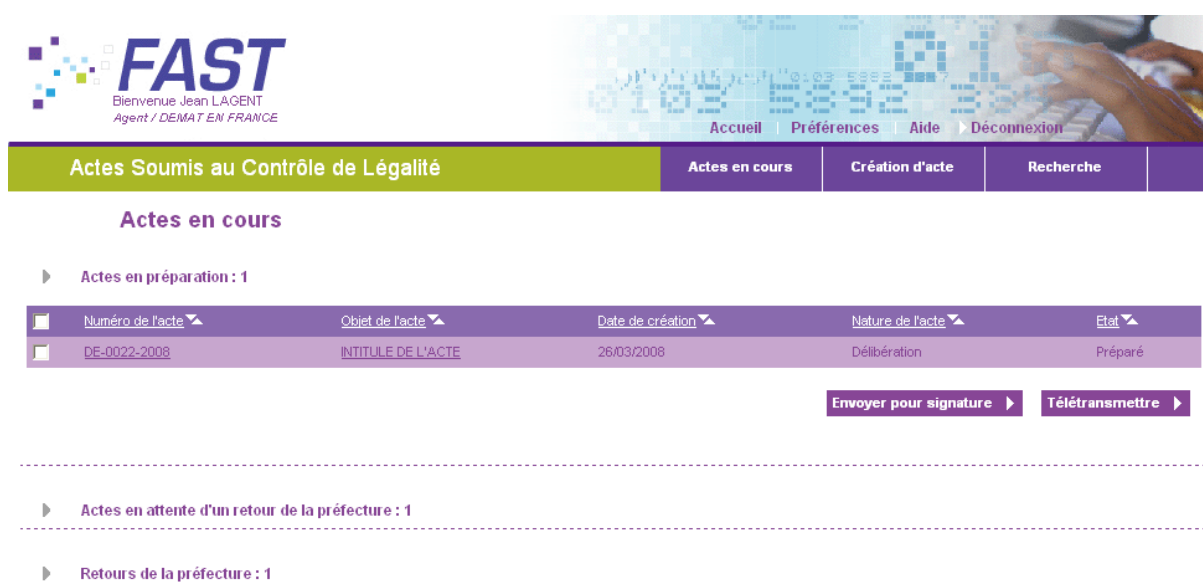 FAST
Bienvenue Jean LAGENT
Agent / DEMAT EN FRANCE
Accueil Préférences Aide Déconnexion
Actes Soumis au Contrôle de Légalité Actes en cours Création d'acte Recherche
Actes en cours
Actes en préparation : 1
Numéro de l'acte Objet de l'acte Date de création Nature de l'acte Etat
DE-0022-2008 INTITULE DE L'ACTE 26/03/2008 Délibération Préparé
Envoyer pour signature Télétransmettre
Actes en attente d'un retour de la préfecture : 1
Retours de la préfecture : 1